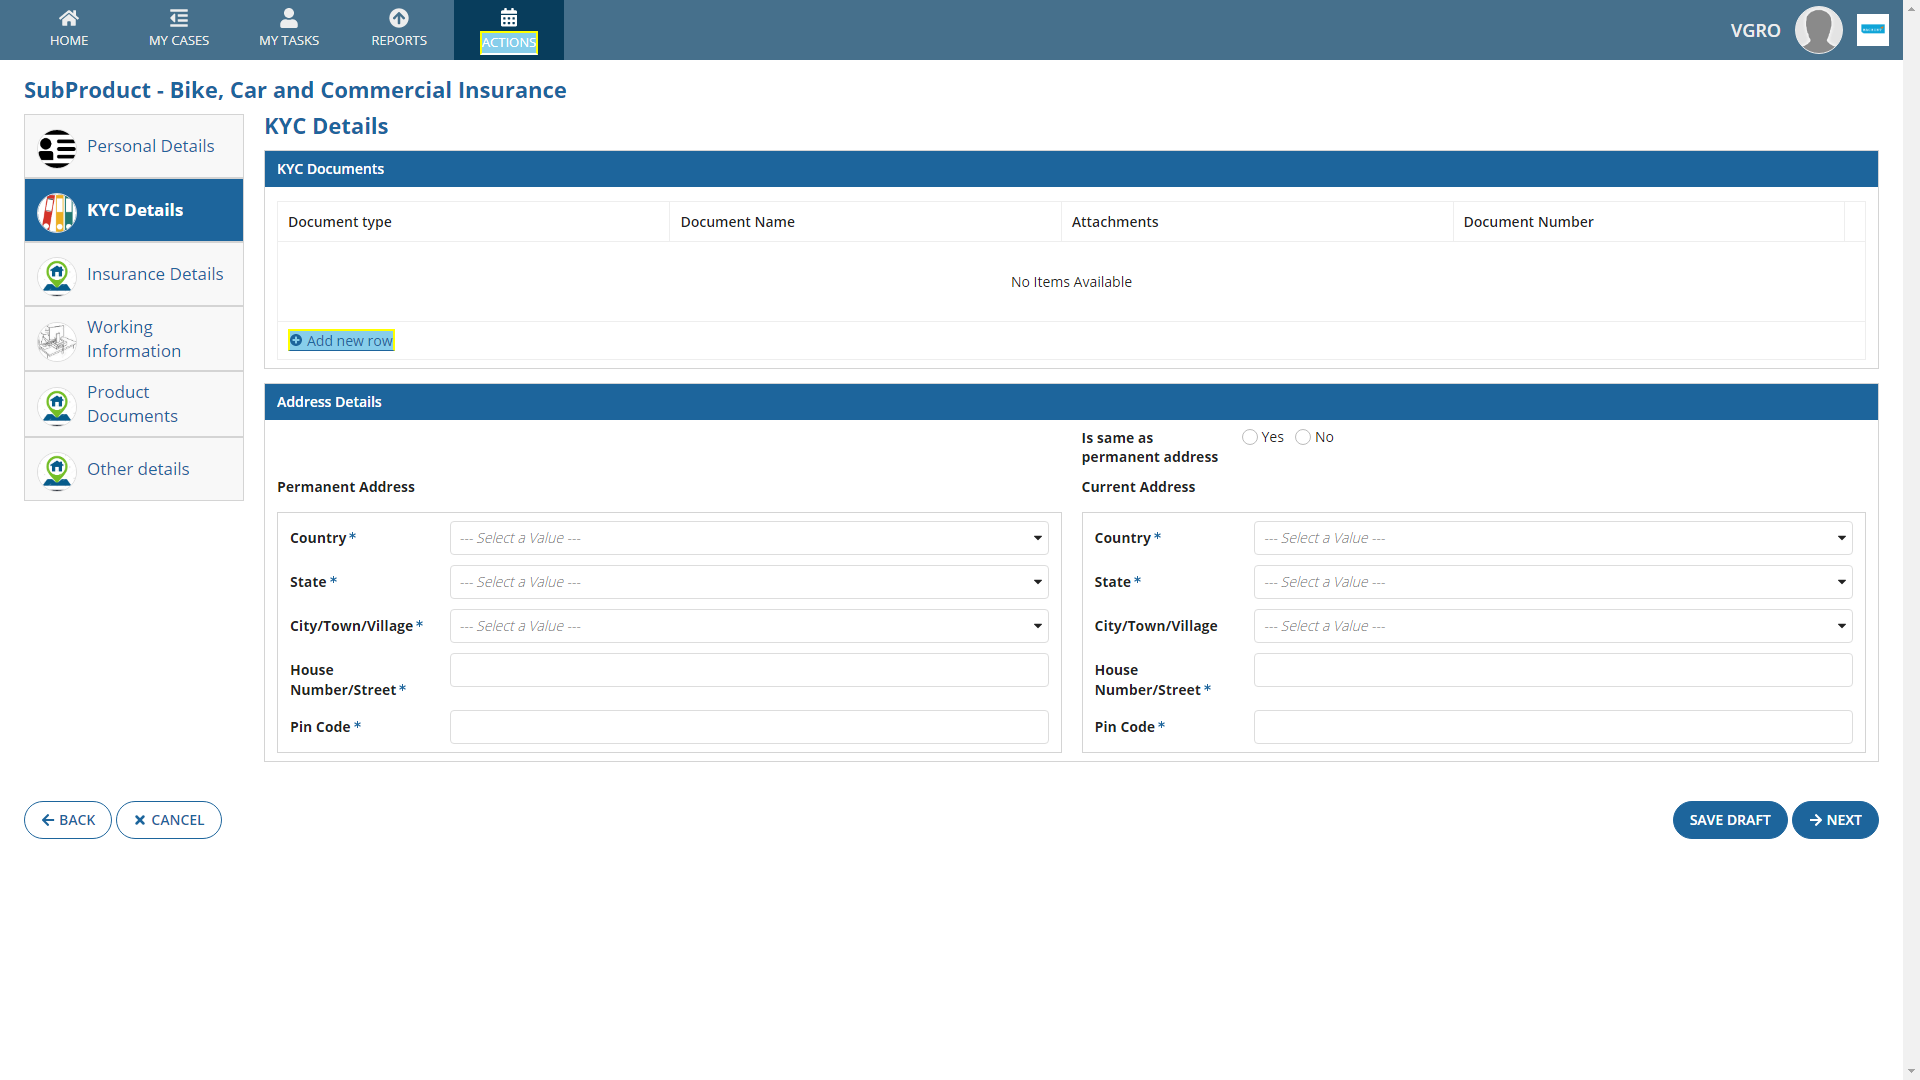 HOME
MY CASES
MY TASKS
REPORTS
ACTIONS
VGRO
SubProduct - Bike, Car and Commercial Insurance
Personal Details
KYC Details
Insurance Details
Working
Information
Product
Documents
Other details
KYC Details
KYC Documents
Document type
Document Name
Attachments
Document Number
No Items Available
Add new row
Address Details
Is same as
permanent address
Yes
No
Permanent Address
Country*
--- Select a Value ---
State*
--- Select a Value ---
City/Town/Village*
--- Select a Value ---
House
Number/Street*
Pin Code*
Current Address
Country*
--- Select a Value ---
State*
--- Select a Value ---
City/Town/Village
--- Select a Value ---
House
Number/Street*
Pin Code*
BACK
CANCEL
SAVE DRAFT
NEXT